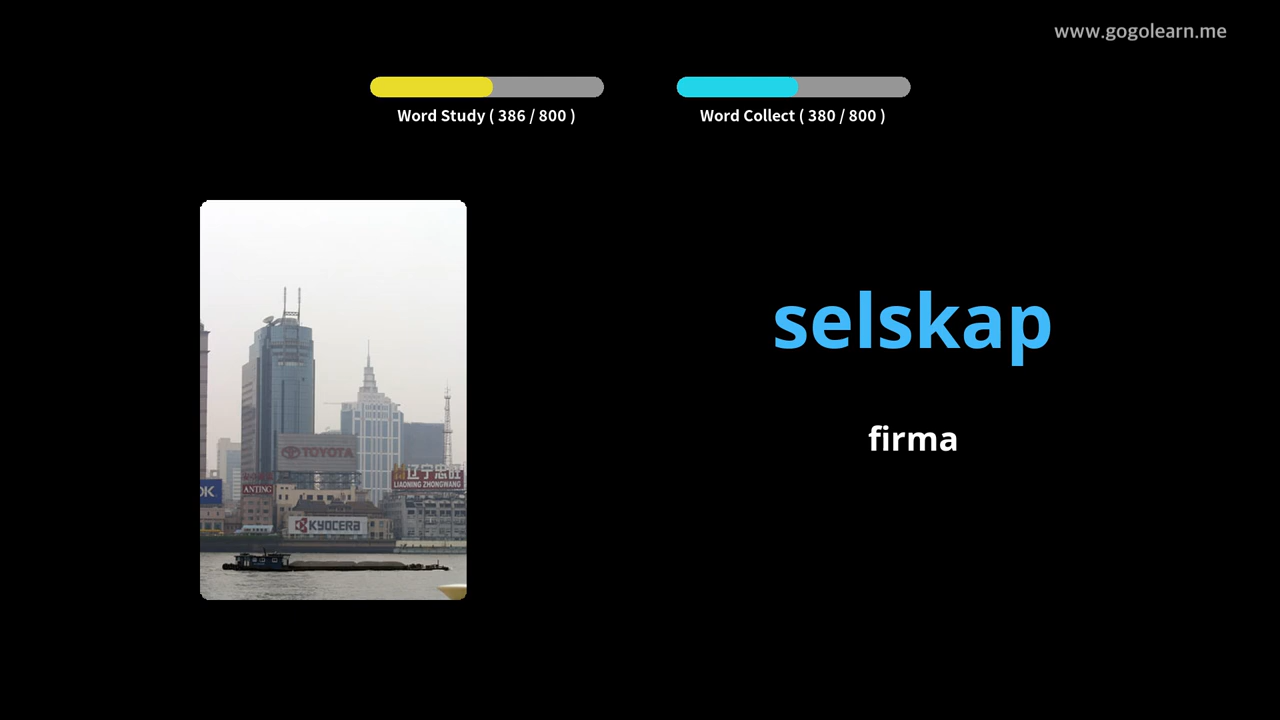 www.gogolearn.me
Word Study ( 386 / 800 )
Word Collect ( 380 / 800 )
selskap
firma
TOYOTA
辽宁忠旺
LIAONING ZHONGWANG
OK
ANTING
KYOCERA